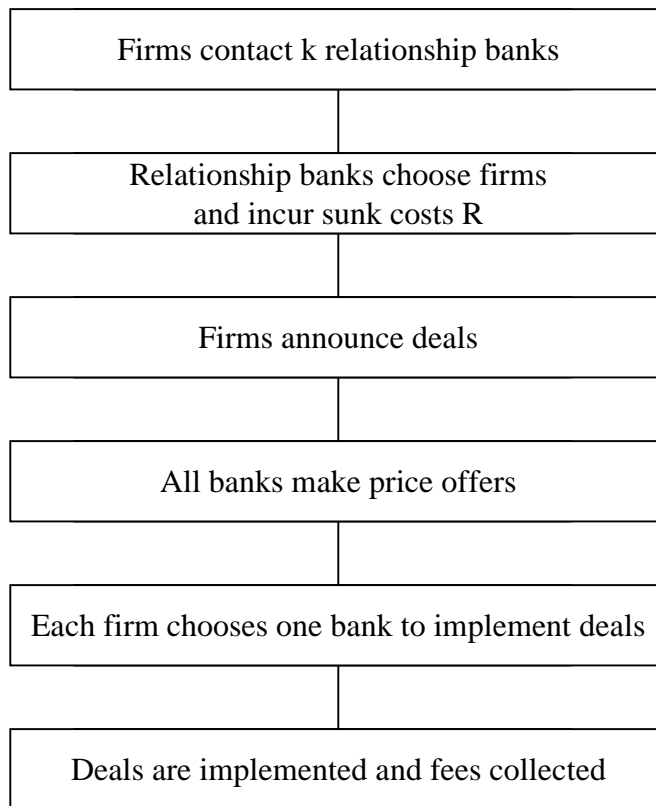 Firms contact k relationship banks
Relationship banks choose firms
and incur sunk costs R
Firms announce deals
All banks make price offers
Each firm chooses one bank to implement deals
Deals are implemented and fees collected